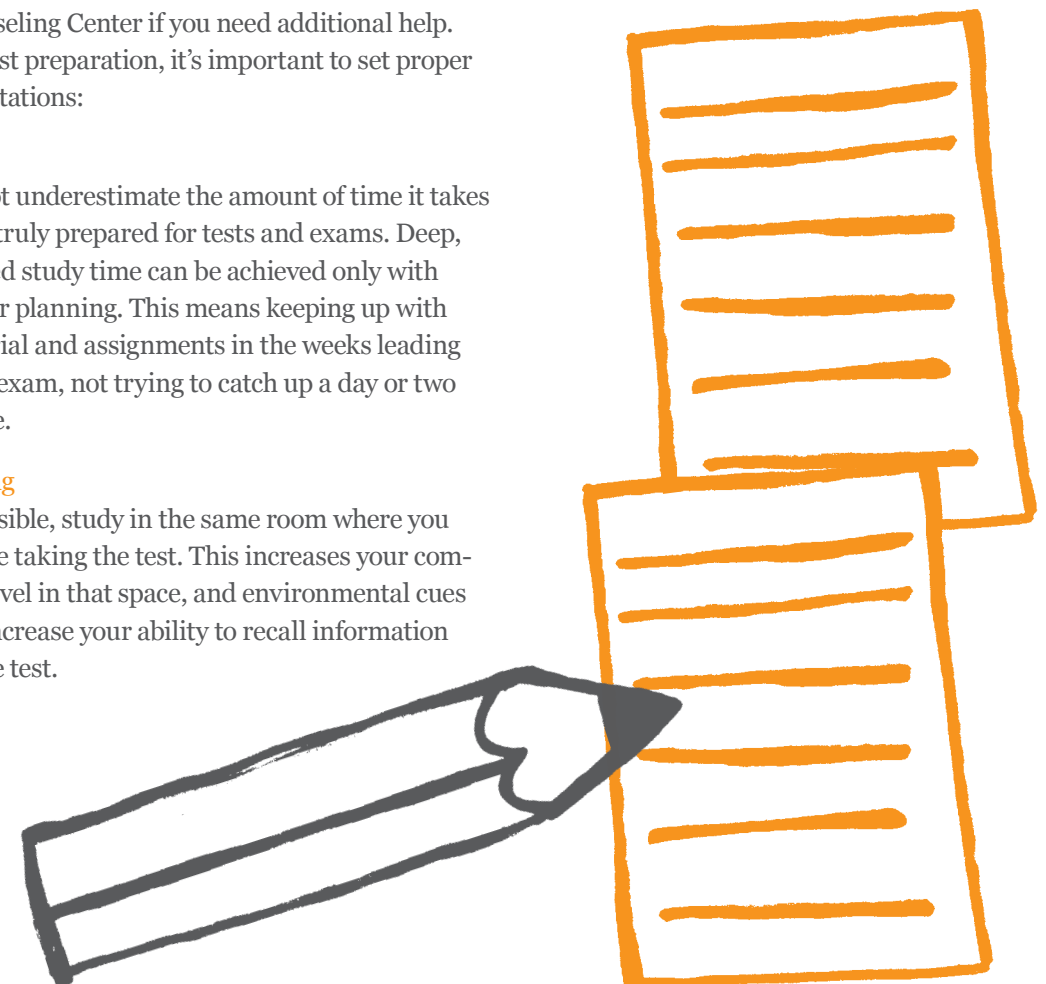 seling Center if you need additional help.
st preparation, it’s important to set proper
tations:
t underestimate the amount of time it takes
truly prepared for tests and exams. Deep,
d study time can be achieved only with
r planning. This means keeping up with
rial and assignments in the weeks leading
exam, not trying to catch up a day or two
e.
g
sible, study in the same room where you
e taking the test. This increases your com-
vel in that space, and environmental cues
ncrease your ability to recall information
e test.